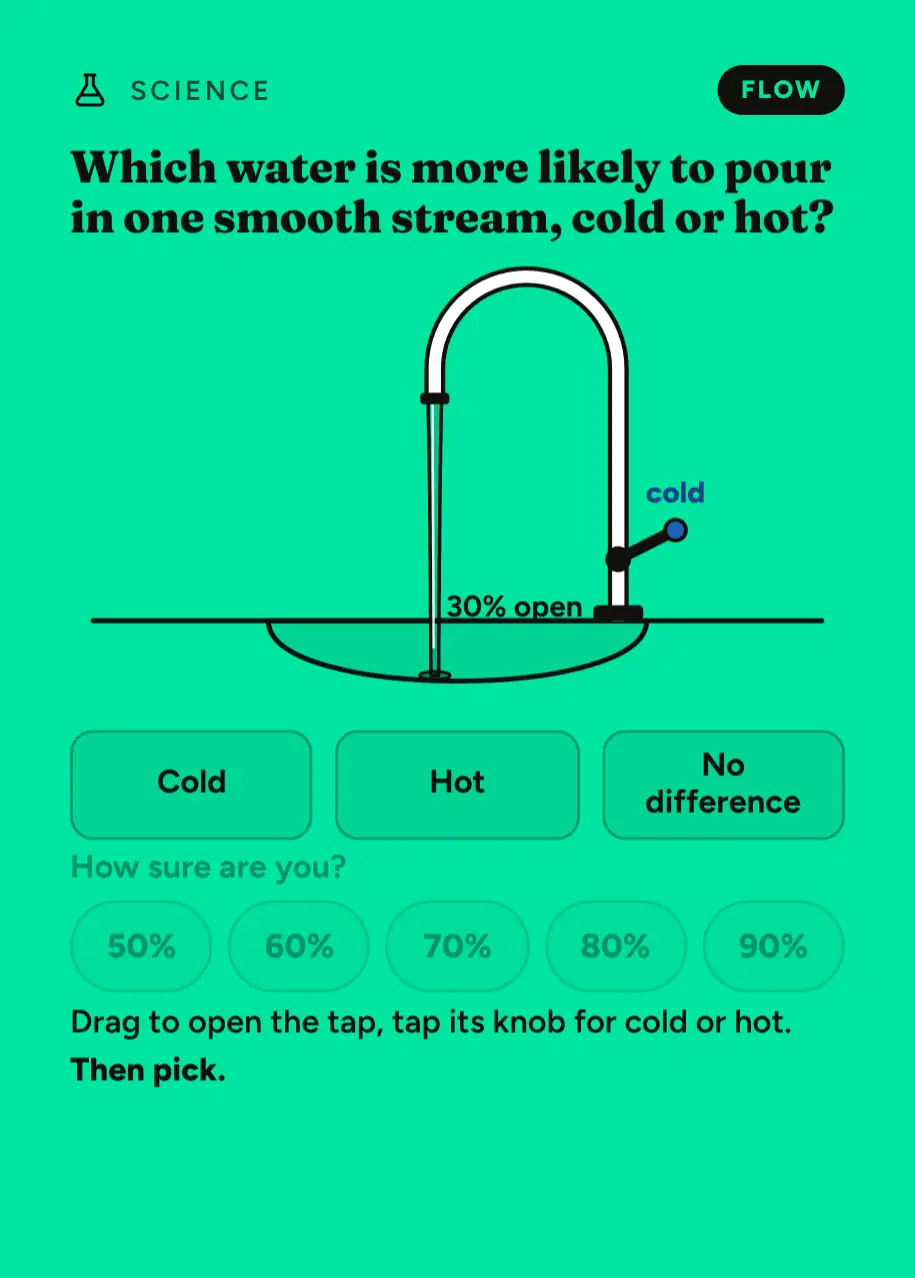 SCIENCE
FLOW
Which water is more likely to pour
in one smooth stream, cold or hot?
cold
30% open
Cold
Hot
No
difference
How sure are you?
50%
60%
70%
80%
90%
Drag to open the tap, tap its knob for cold or hot.
Then pick.